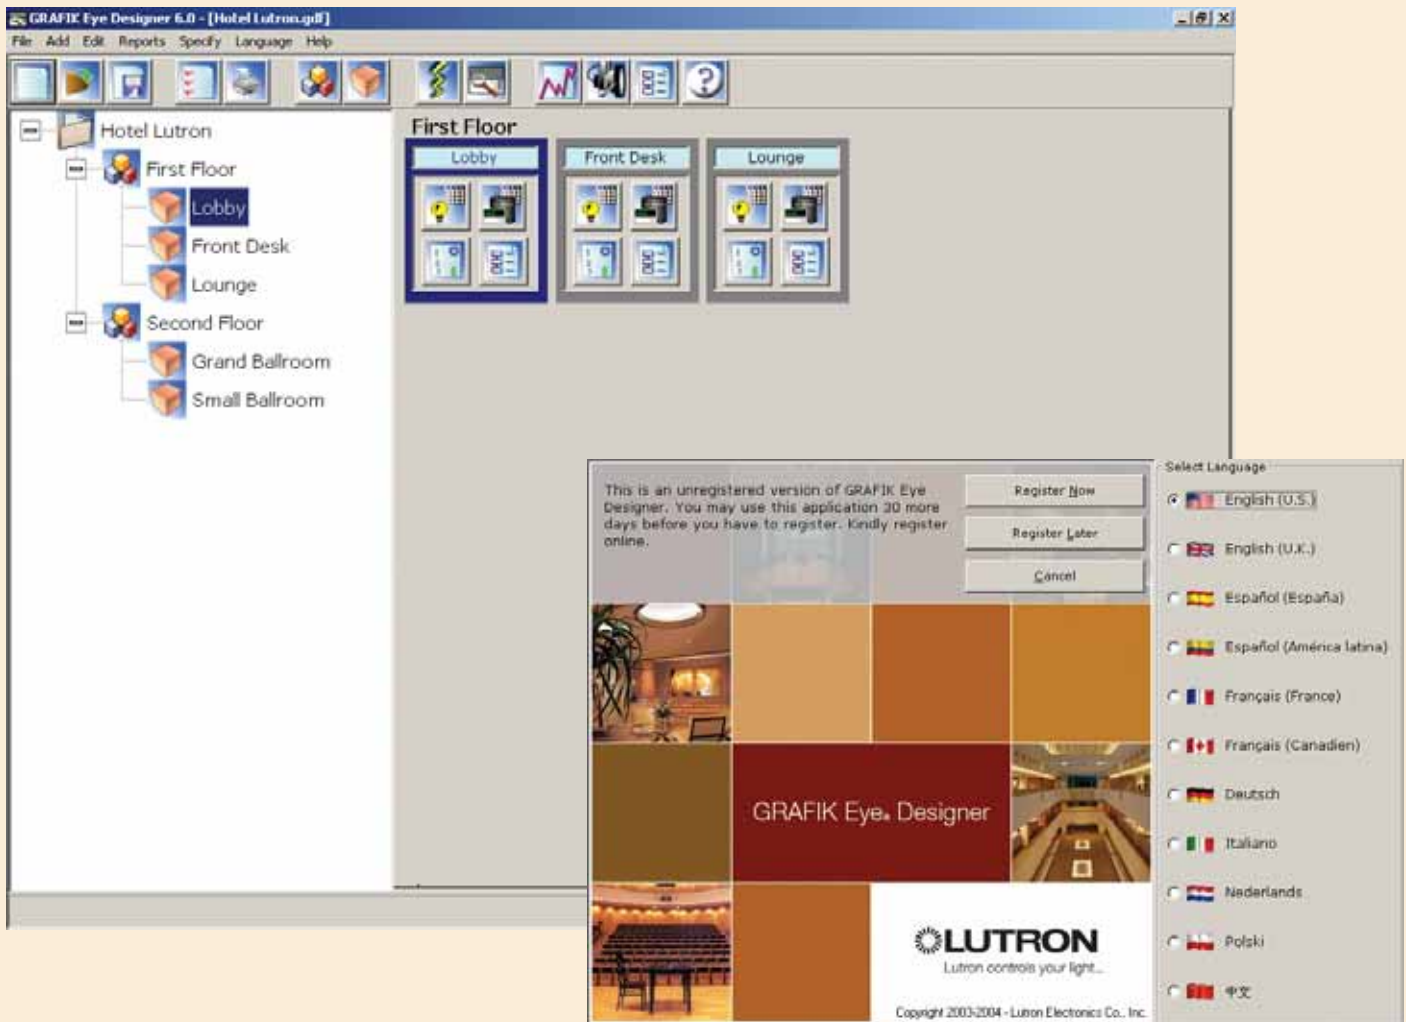 GRAFIK Eye Designer 6.0 - [Hotel Lutron.gdf]
File Add Edit Reports Specify Language Help
Hotel Lutron
First Floor
Lobby
Front Desk
Lounge
Second Floor
Grand Ballroom
Small Ballroom
First Floor
Lobby
Front Desk
Lounge
This is an unregistered version of GRAFIK Eye
Designer. You may use this application 30 more
days before you have to register. Kindly register
online.
Register Now
Register Later
Cancel
GRAFIK Eye® Designer
LUTRON
Lutron controls your light...
Copyright 2003-2004 - Lutron Electronics Co., Inc.
Select Language
English (U.S.)
English (U.K.)
Español (España)
Español (América latina)
Français (France)
Français (Canadien)
Deutsch
Italiano
Nederlands
Polski
中文